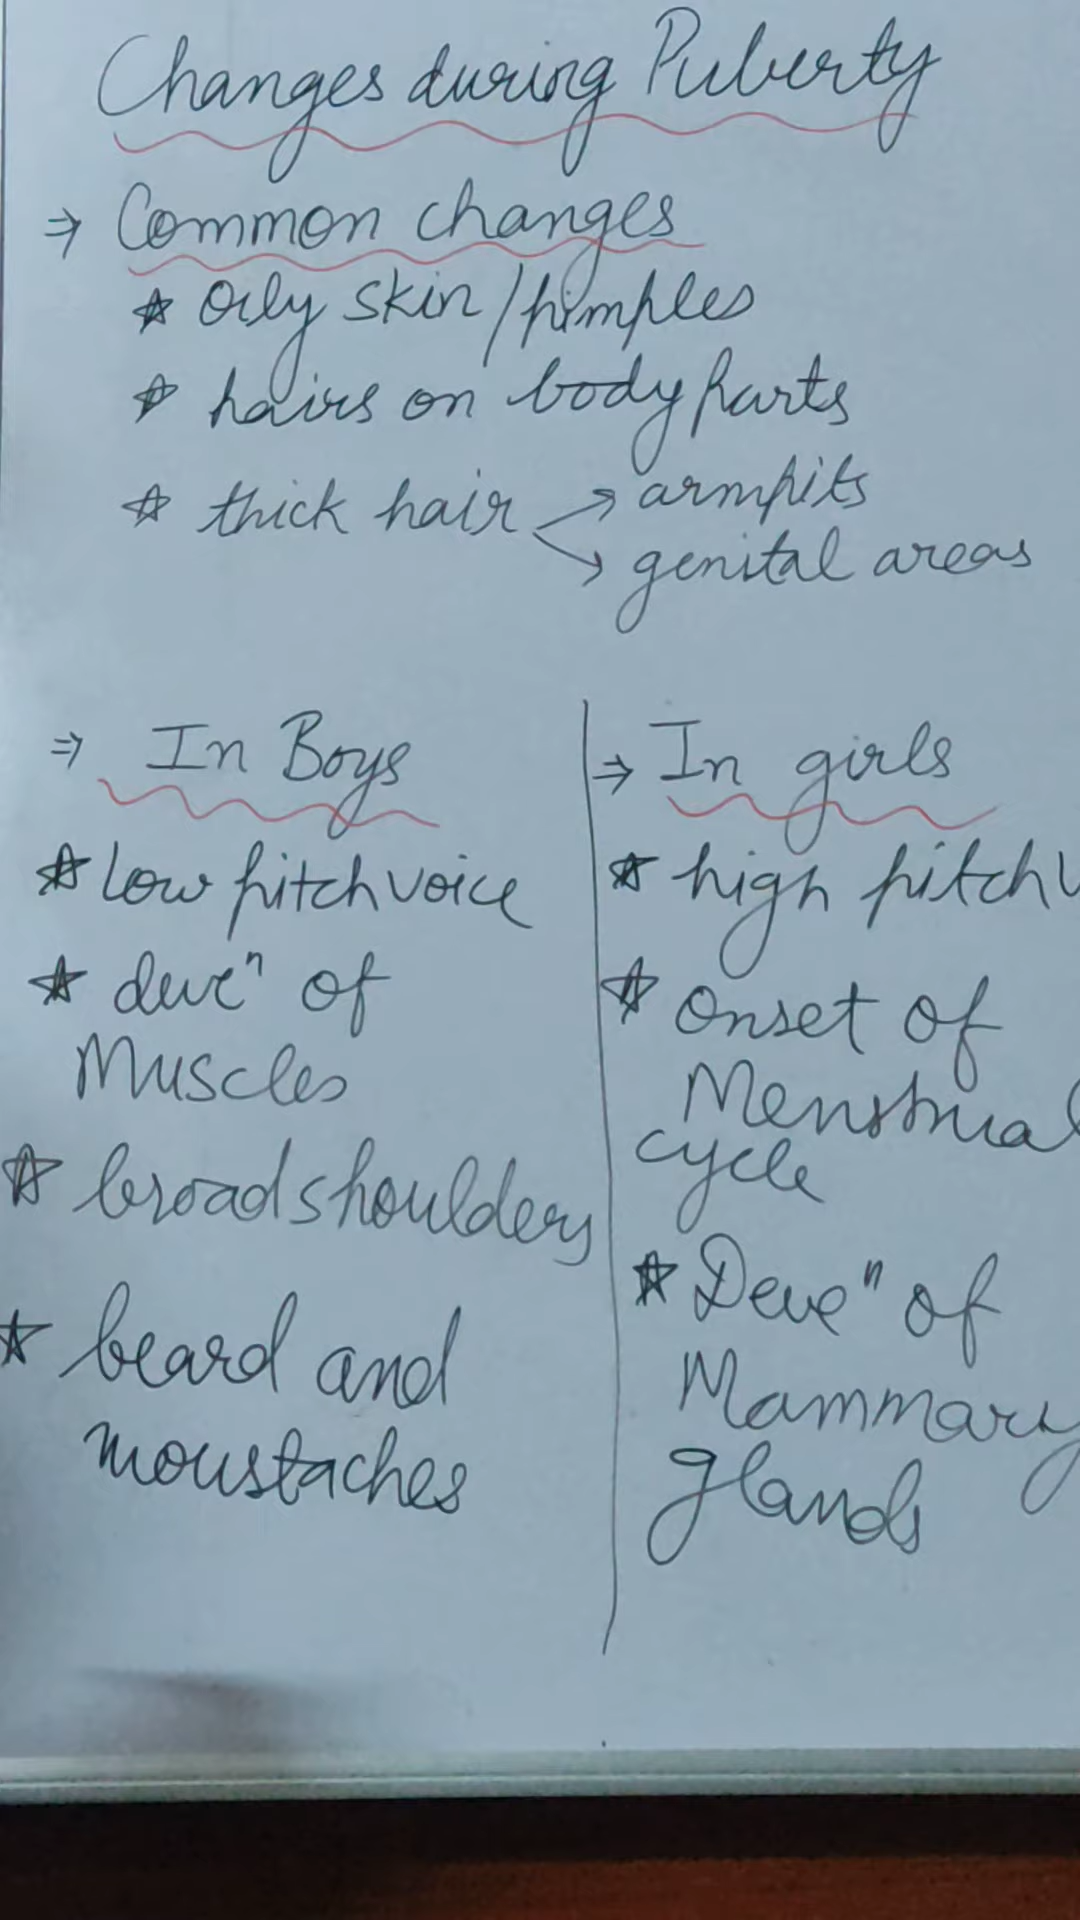 Changes during Puberty
⇒ Common changes
☆ oily skin/pimples
☆ hairs on body parts
☆ thick hair → armpits
→ genital areas
⇒ In Boys
☆ low pitch voice
☆ deveⁿ of
Muscles
☆ broad shoulders
☆ beard and
moustaches
⇒ In girls
☆ high pitch
☆ Onset of
Menstrual
cycle
☆ Deveⁿ of
Mammary
glands